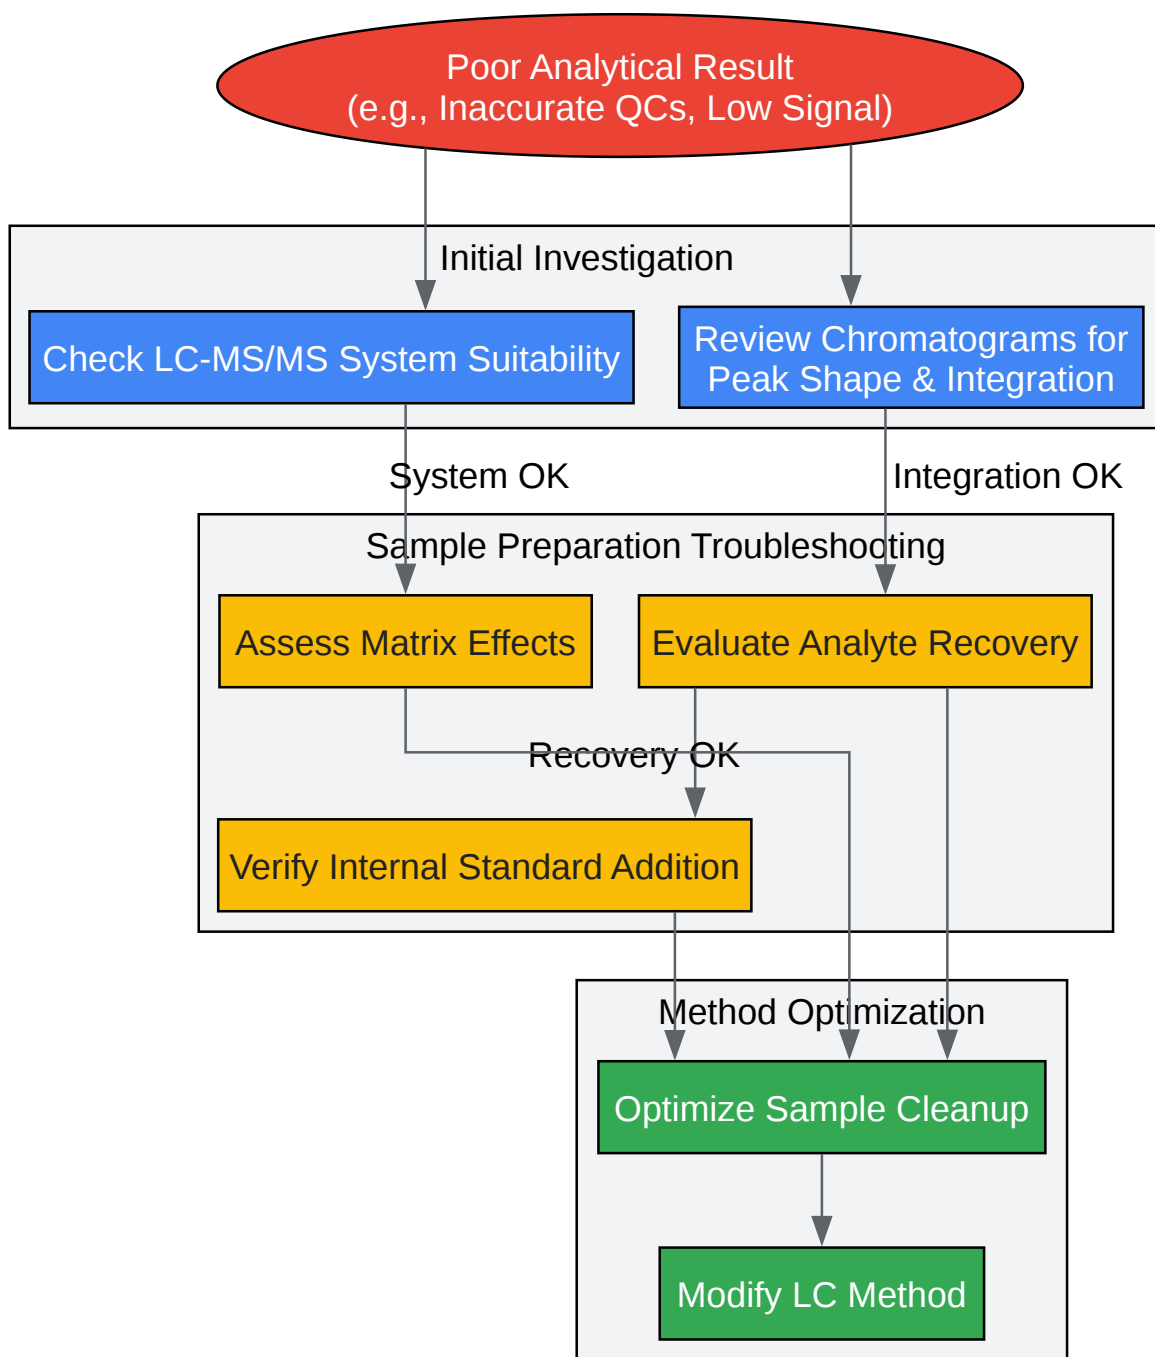 Poor Analytical Result
(e.g., Inaccurate QCs, Low Signal)
Initial Investigation
Check LC-MS/MS System Suitability
Review Chromatograms for
Peak Shape & Integration
System OK
Integration OK
Sample Preparation Troubleshooting
Assess Matrix Effects
Evaluate Analyte Recovery
Recovery OK
Verify Internal Standard Addition
Method Optimization
Optimize Sample Cleanup
Modify LC Method